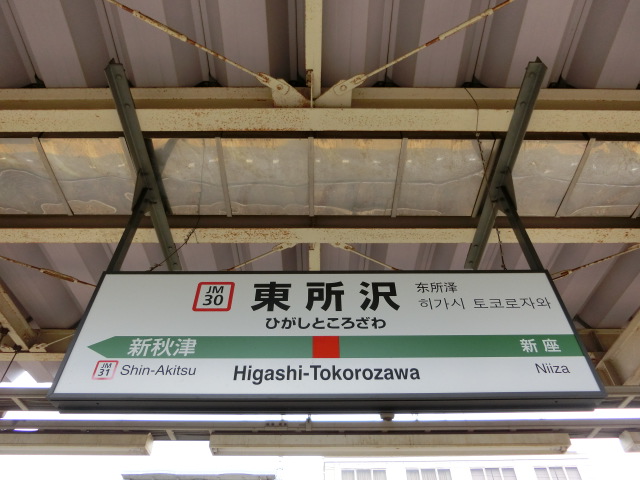 JM
30
東所沢
东所泽
히가시 토코로자와
ひがしところざわ
新秋津
新座
JM
31
Shin-Akitsu
Higashi-Tokorozawa
Niiza